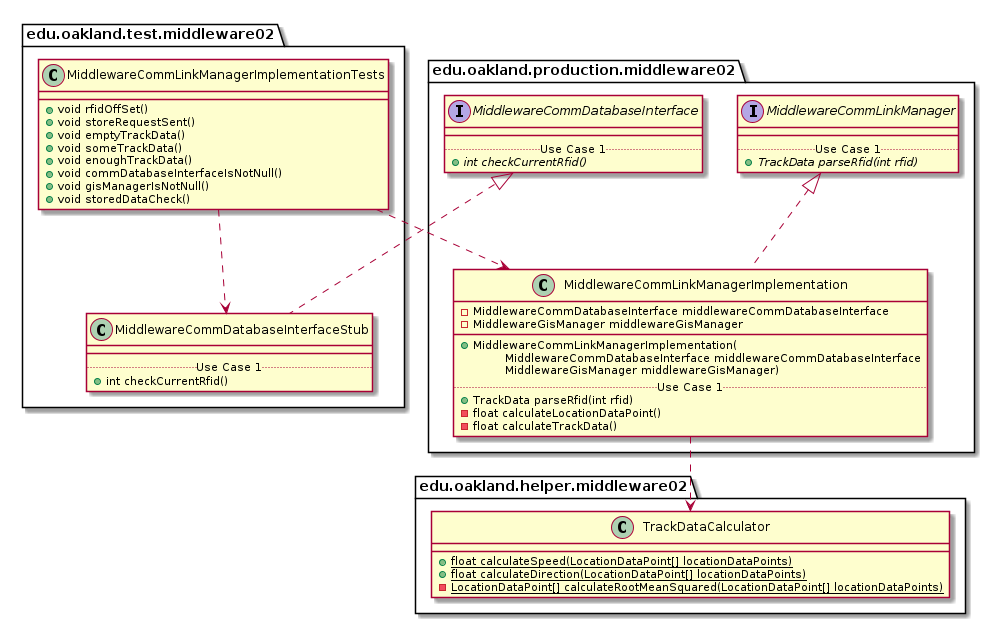 edu.oakland.test.middleware02
C MiddlewareCommLinkManagerImplementationTests
void rfidOffSet()
void storeRequestSent()
void emptyTrackData()
void someTrackData()
void enoughTrackData()
void commDatabaseInterfaceIsNotNull()
void gisManagerIsNotNull()
void storedDataCheck()
C MiddlewareCommDatabaseInterfaceStub
Use Case 1
int checkCurrentRfid()
edu.oakland.production.middleware02
I MiddlewareCommDatabaseInterface
Use Case 1
int checkCurrentRfid()
I MiddlewareCommLinkManager
Use Case 1
TrackData parseRfid(int rfid)
C MiddlewareCommLinkManagerImplementation
MiddlewareCommDatabaseInterface middlewareCommDatabaseInterface
MiddlewareGisManager middlewareGisManager
MiddlewareCommLinkManagerImplementation(
MiddlewareCommDatabaseInterface middlewareCommDatabaseInterface
MiddlewareGisManager middlewareGisManager)
Use Case 1
TrackData parseRfid(int rfid)
float calculateLocationDataPoint()
float calculateTrackData()
edu.oakland.helper.middleware02
C TrackDataCalculator
float calculateSpeed(LocationDataPoint[] locationDataPoints)
float calculateDirection(LocationDataPoint[] locationDataPoints)
LocationDataPoint[] calculateRootMeanSquared(LocationDataPoint[] locationDataPoints)